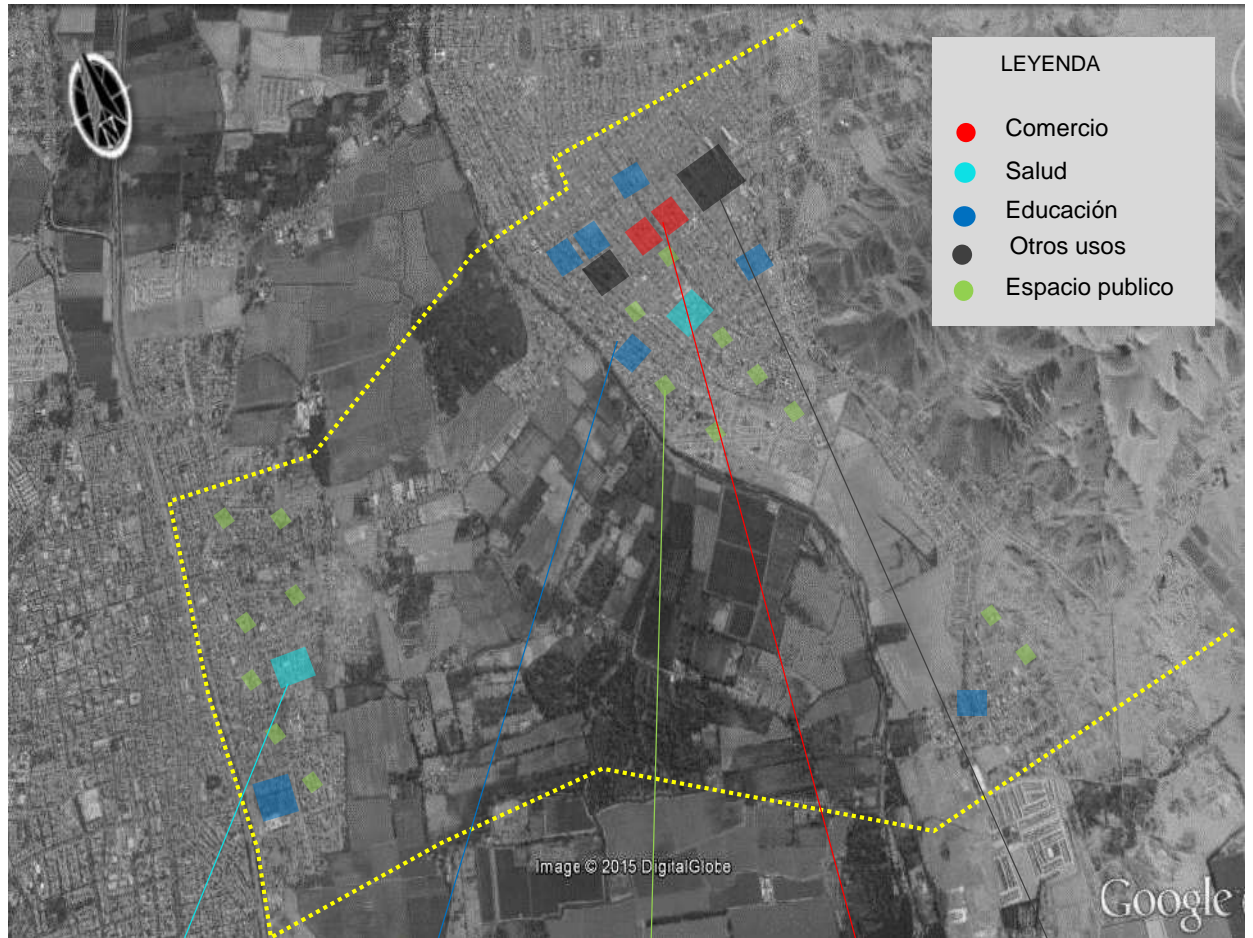 LEYENDA
Comercio
Salud
Educación
Otros usos
Espacio publico
Image © 2015 DigitalGlobe
Google